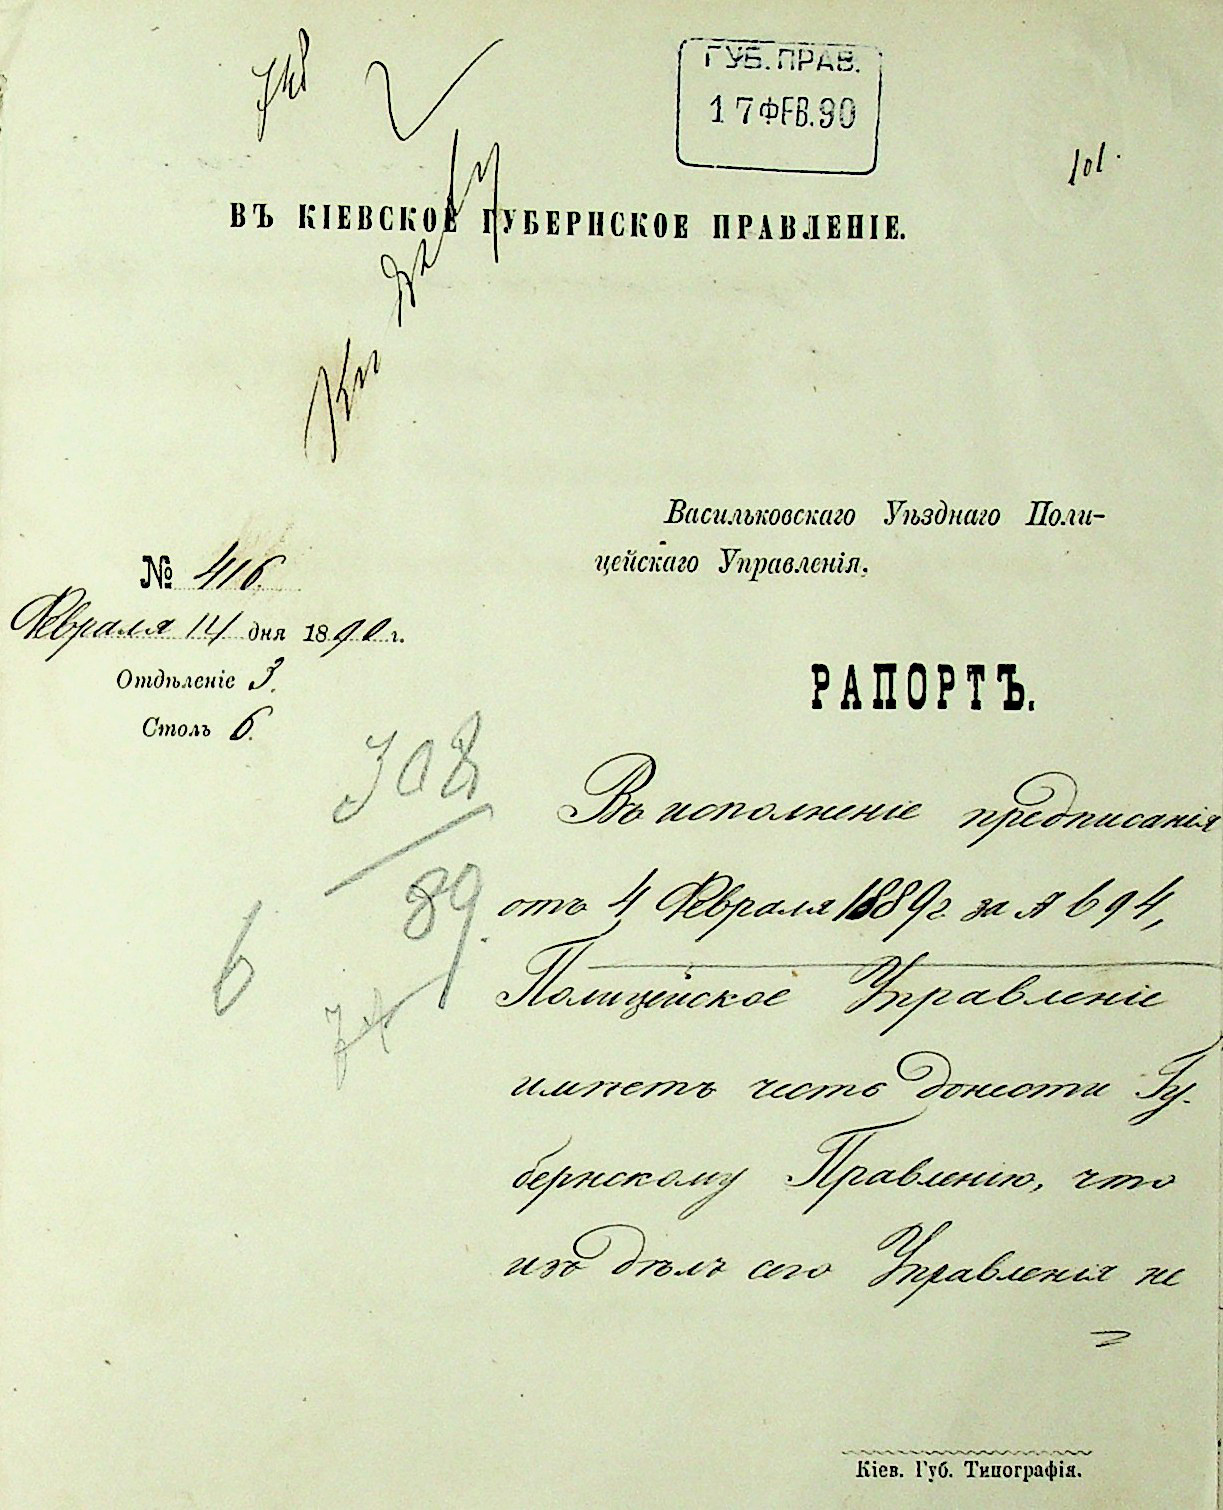 748
ГУБ. ПРАВ.
17 ФЕВ. 90
101.
ВЪ КІЕВСКОЕ ГУБЕРНСКОЕ ПРАВЛЕНІЕ.
Васильковскаго Уѣзднаго Поли-
цейскаго Управленія.
№ 416.
Февраля 14 дня 1890 г.
Отдѣленіе 3.
Столъ 6.
РАПОРТЪ.
308
89.
6
Въ исполненіе предписанія
отъ 4 Февраля 1889 г. за № 694,
Полицейское Управленіе
имѣетъ честь донести Гу-
бернскому Правленію, что
изъ дѣлъ сего Управленія не
Кіев. Губ. Типографія.